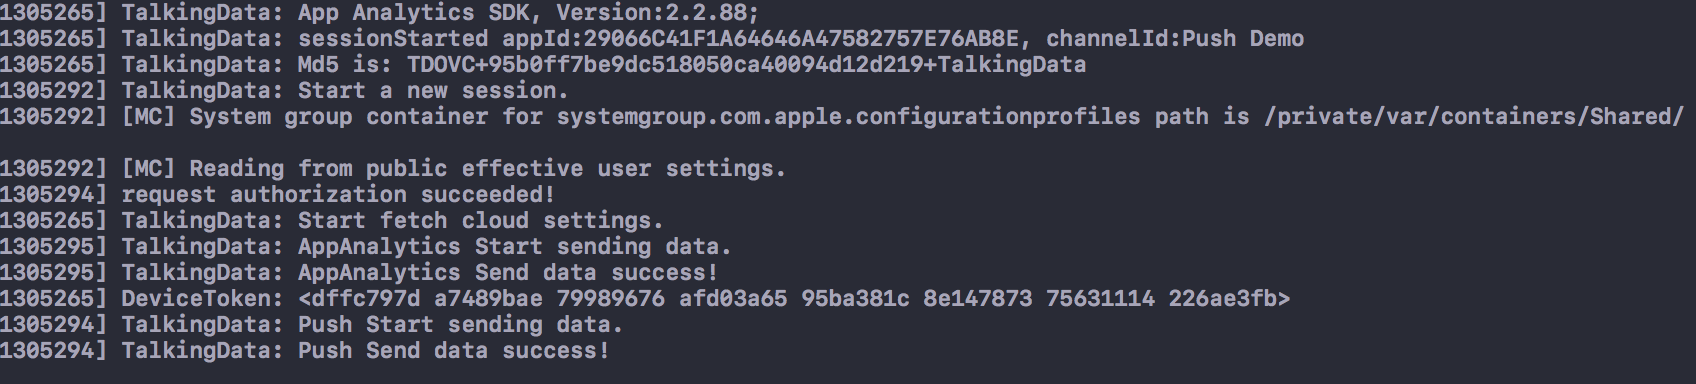 1305265] TalkingData: App Analytics SDK, Version:2.2.88;
1305265] TalkingData: sessionStarted appId:29066C41F1A64646A47582757E76AB8E, channelId:Push Demo
1305265] TalkingData: Md5 is: TDOVC+95b0ff7be9dc518050ca40094d12d219+TalkingData
1305292] TalkingData: Start a new session.
1305292] [MC] System group container for systemgroup.com.apple.configurationprofiles path is /private/var/containers/Shared/
1305292] [MC] Reading from public effective user settings.
1305294] request authorization succeeded!
1305265] TalkingData: Start fetch cloud settings.
1305295] TalkingData: AppAnalytics Start sending data.
1305295] TalkingData: AppAnalytics Send data success!
1305265] DeviceToken: <dffc797d a7489bae 79989676 afd03a65 95ba381c 8e147873 75631114 226ae3fb>
1305294] TalkingData: Push Start sending data.
1305294] TalkingData: Push Send data success!